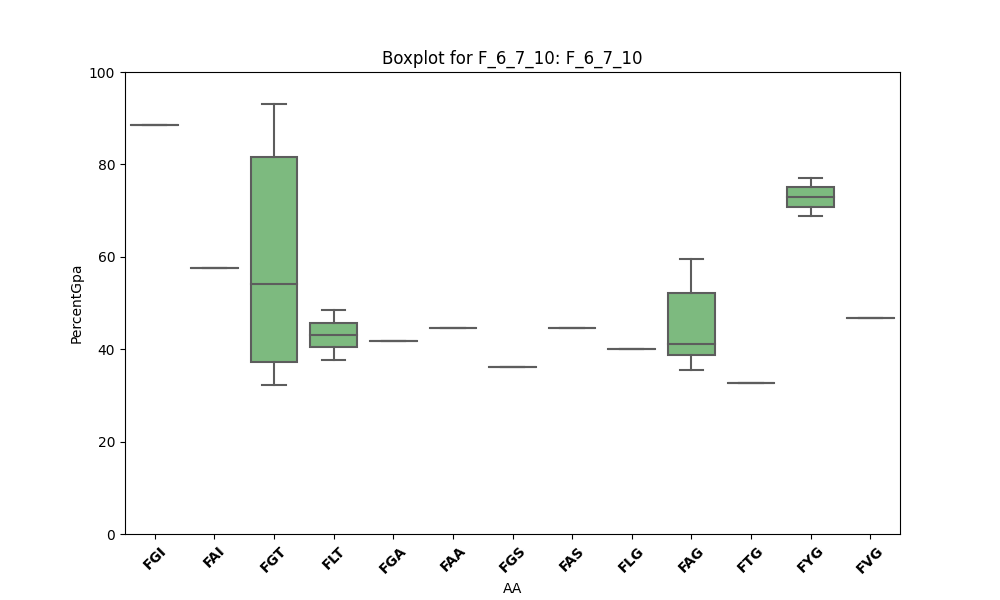 Boxplot for F_6_7_10: F_6_7_10
PercentGpa
100
80
60
40
20
0
FGI FAI FGT FLT FGA FAA FGS FAS FLG FAG FTG FYG FVG
AA